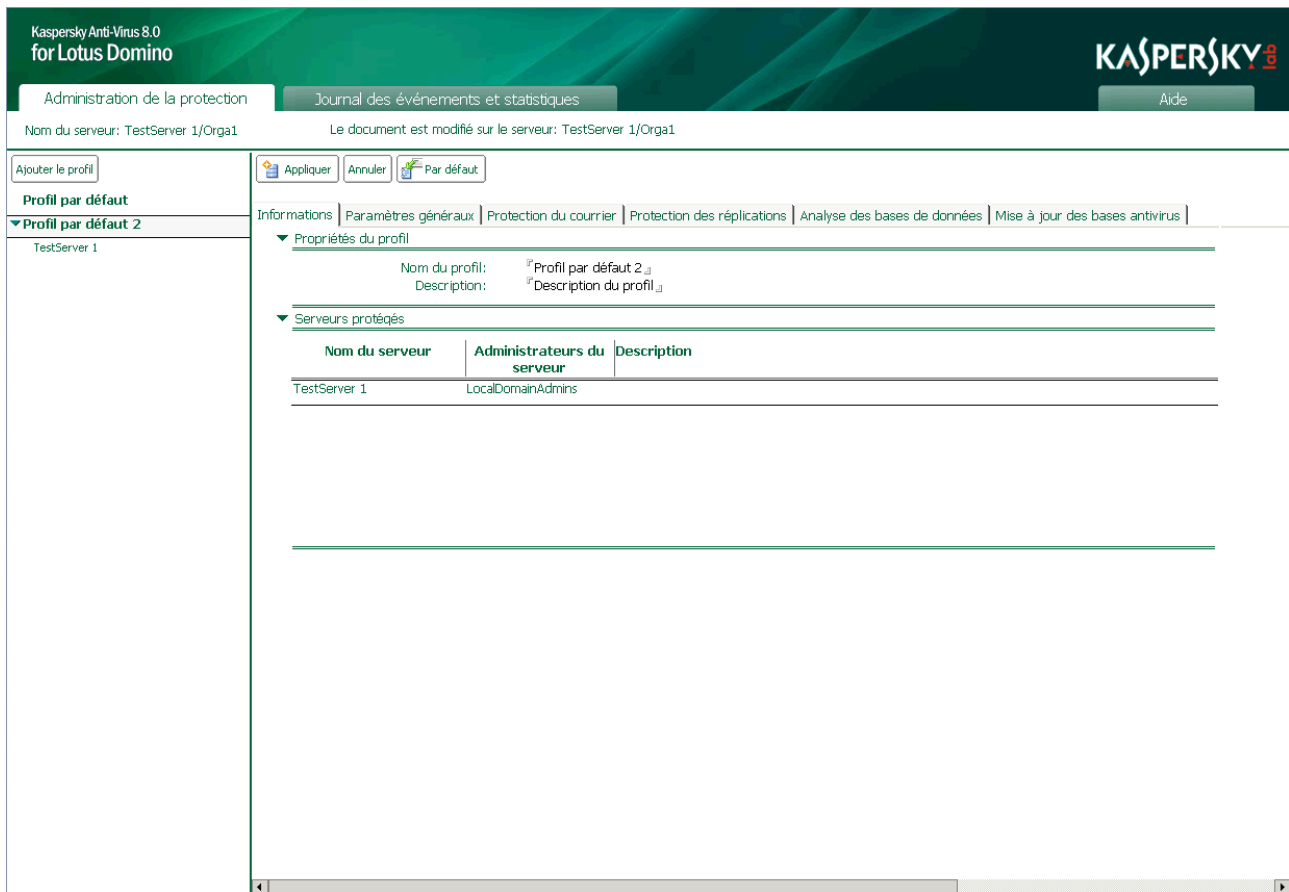 Kaspersky Anti-Virus 8.0
for Lotus Domino
KASPERSKY lab
Administration de la protection
Journal des événements et statistiques
Aide
Nom du serveur: TestServer 1/Orga1
Le document est modifié sur le serveur: TestServer 1/Orga1
Ajouter le profil
Appliquer
Annuler
Par défaut
Profil par défaut
Profil par défaut 2
TestServer 1
Informations
Paramètres généraux
Protection du courrier
Protection des réplications
Analyse des bases de données
Mise à jour des bases antivirus
Propriétés du profil
Nom du profil: Profil par défaut 2
Description: Description du profil
Serveurs protégés
Nom du serveur
Administrateurs du
serveur
Description
TestServer 1
LocalDomainAdmins